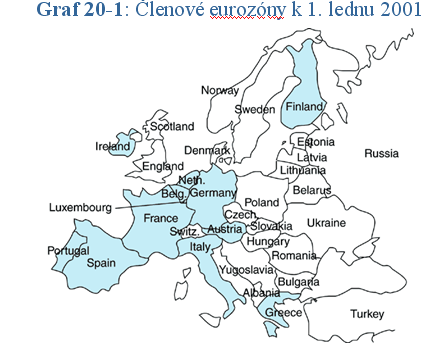 Graf 20-1: Členové eurozóny k 1. lednu 2001
Norway
Sweden
Finland
Scotland
Ireland
Estonia
Latvia
Russia
Denmark
Lithuania
England
Neth.
Belarus
Belg.
Germany
Poland
Luxembourg
Czech.
Ukraine
France
Slovakia
Switz.
Austria
Hungary
Italy
Romania
Portugal
Spain
Yugoslavia
Bulgaria
Albania
Greece
Turkey